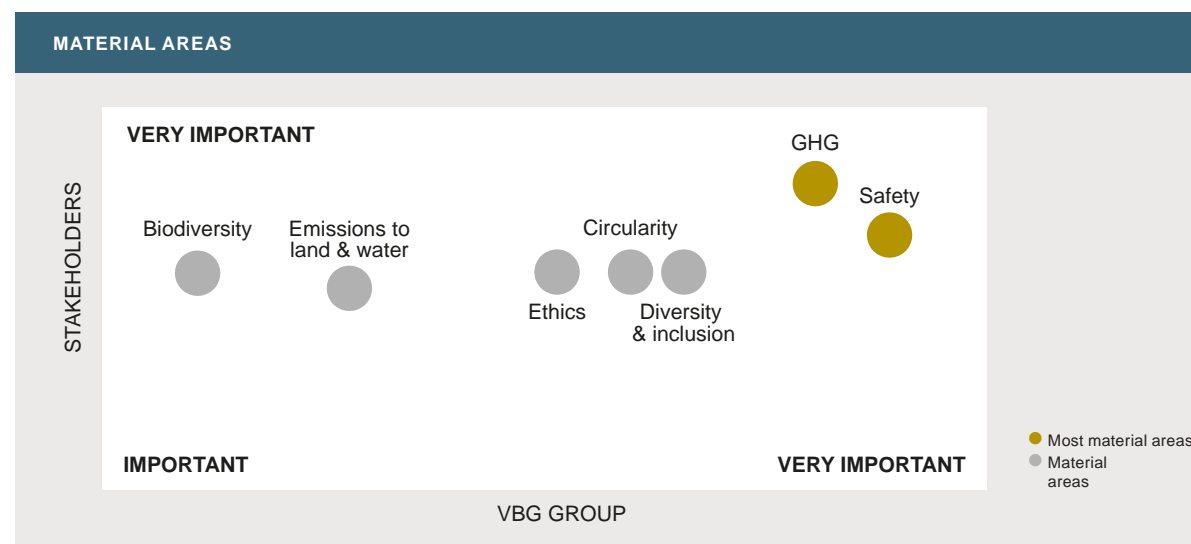 MATERIAL AREAS
VERY IMPORTANT
GHG
Safety
STAKEHOLDERS
Biodiversity
Emissions to
land & water
Circularity
Ethics
Diversity
& inclusion
IMPORTANT
VERY IMPORTANT
Most material areas
Material
areas
VBG GROUP